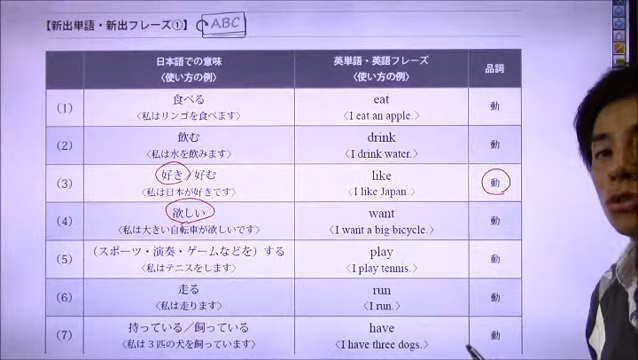 【新出単語・新出フレーズ①】 ABC
日本語での意味 英単語・英語フレーズ 品詞
〈使い方の例〉 〈使い方の例〉
(1) 食べる eat 動
〈私はリンゴを食べます〉 〈I eat an apple.〉
(2) 飲む drink 動
〈私は水を飲みます〉 〈I drink water.〉
(3) 好き/好む like 動
〈私は日本が好きです〉 〈I like Japan.〉
(4) 欲しい want 動
〈私は大きい自転車が欲しいです〉 〈I want a big bicycle.〉
(5) (スポーツ・演奏・ゲームなどを)する play 動
〈私はテニスをします〉 〈I play tennis.〉
(6) 走る run 動
〈私は走ります〉 〈I run.〉
(7) 持っている/飼っている have 動
〈私は3匹の犬を飼っています〉 〈I have three dogs.〉